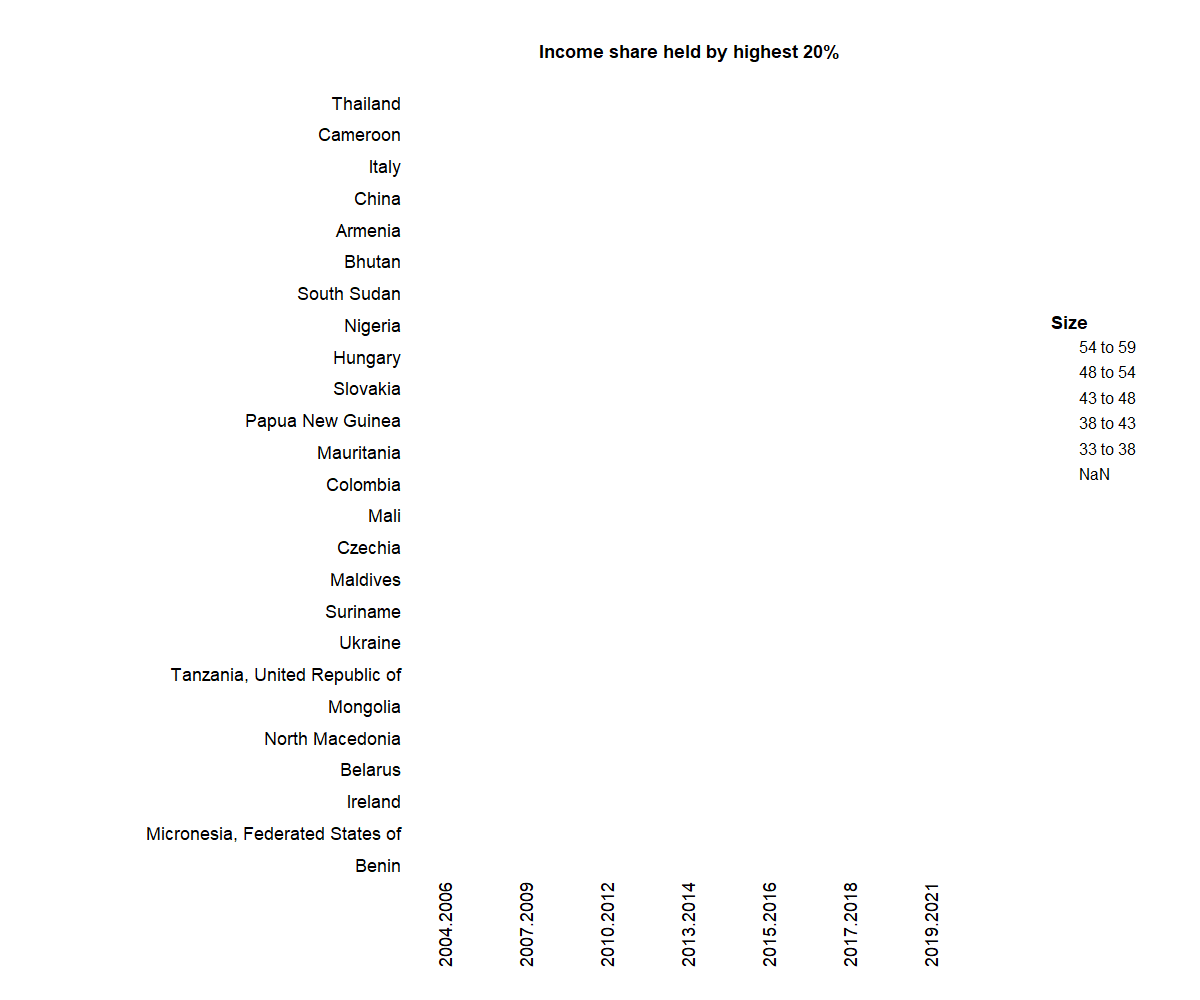 Income share held by highest 20%
Thailand
Cameroon
Italy
China
Armenia
Bhutan
South Sudan
Nigeria
Hungary
Slovakia
Papua New Guinea
Mauritania
Colombia
Mali
Czechia
Maldives
Suriname
Ukraine
Tanzania, United Republic of
Mongolia
North Macedonia
Belarus
Ireland
Micronesia, Federated States of
Benin
2004.2006
2007.2009
2010.2012
2013.2014
2015.2016
2017.2018
2019.2021
Size
54 to 59
48 to 54
43 to 48
38 to 43
33 to 38
NaN